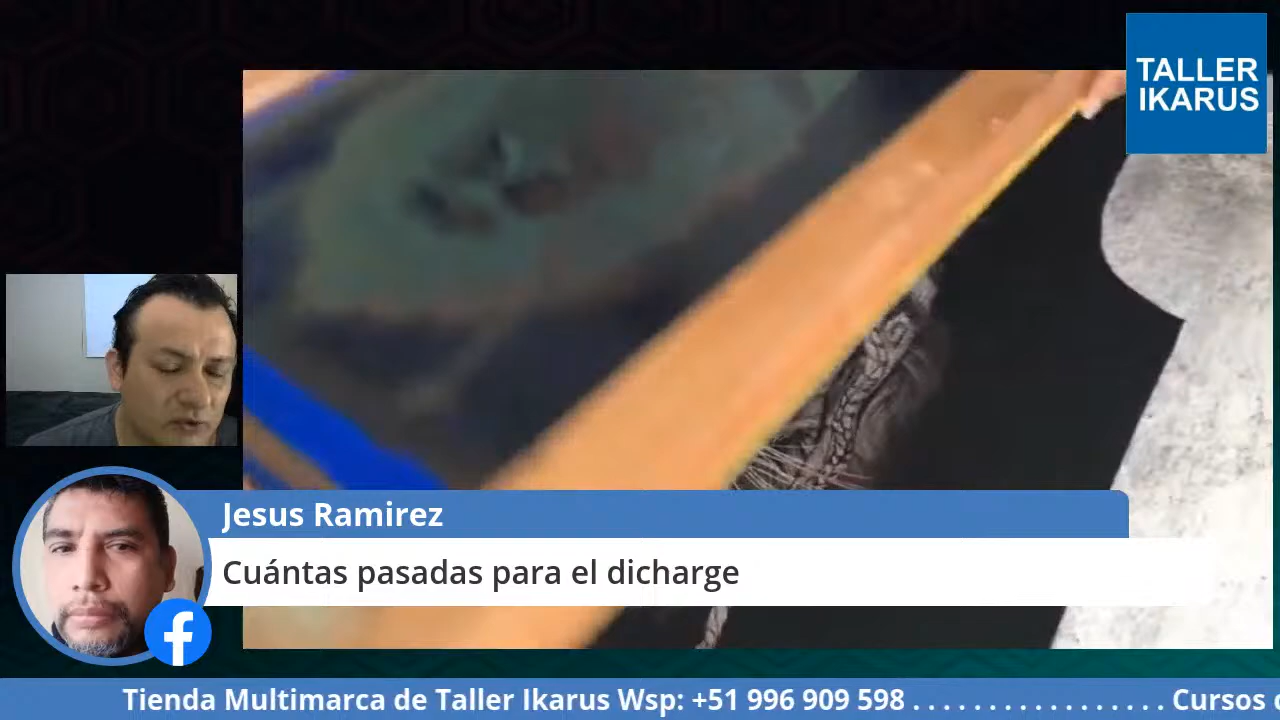 TALLER
IKARUS
Jesus Ramirez
Cuántas pasadas para el dicharge
Tienda Multimarca de Taller Ikarus Wsp: +51 996 909 598 . . . . . . . . . . . . . . . . . Cursos